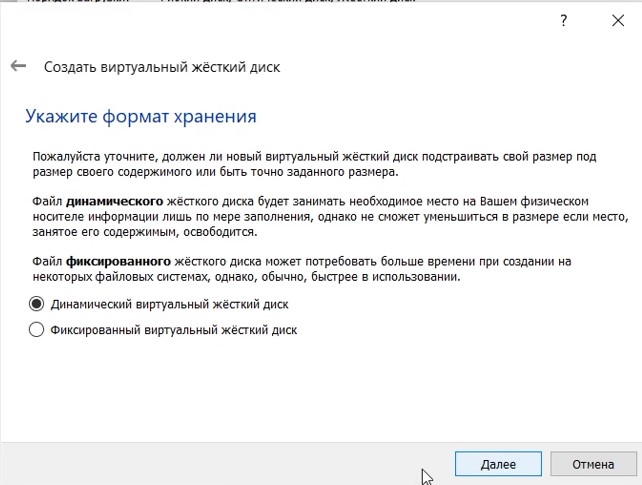 ?
Создать виртуальный жёсткий диск
Укажите формат хранения
Пожалуйста уточните, должен ли новый виртуальный жёсткий диск подстраивать свой размер под
размер своего содержимого или быть точно заданного размера.
Файл динамического жёсткого диска будет занимать необходимое место на Вашем физическом
носителе информации лишь по мере заполнения, однако не сможет уменьшиться в размере если место,
занятое его содержимым, освободится.
Файл фиксированного жёсткого диска может потребовать больше времени при создании на
некоторых файловых системах, однако, обычно, быстрее в использовании.
Динамический виртуальный жёсткий диск
Фиксированный виртуальный жёсткий диск
Далее
Отмена